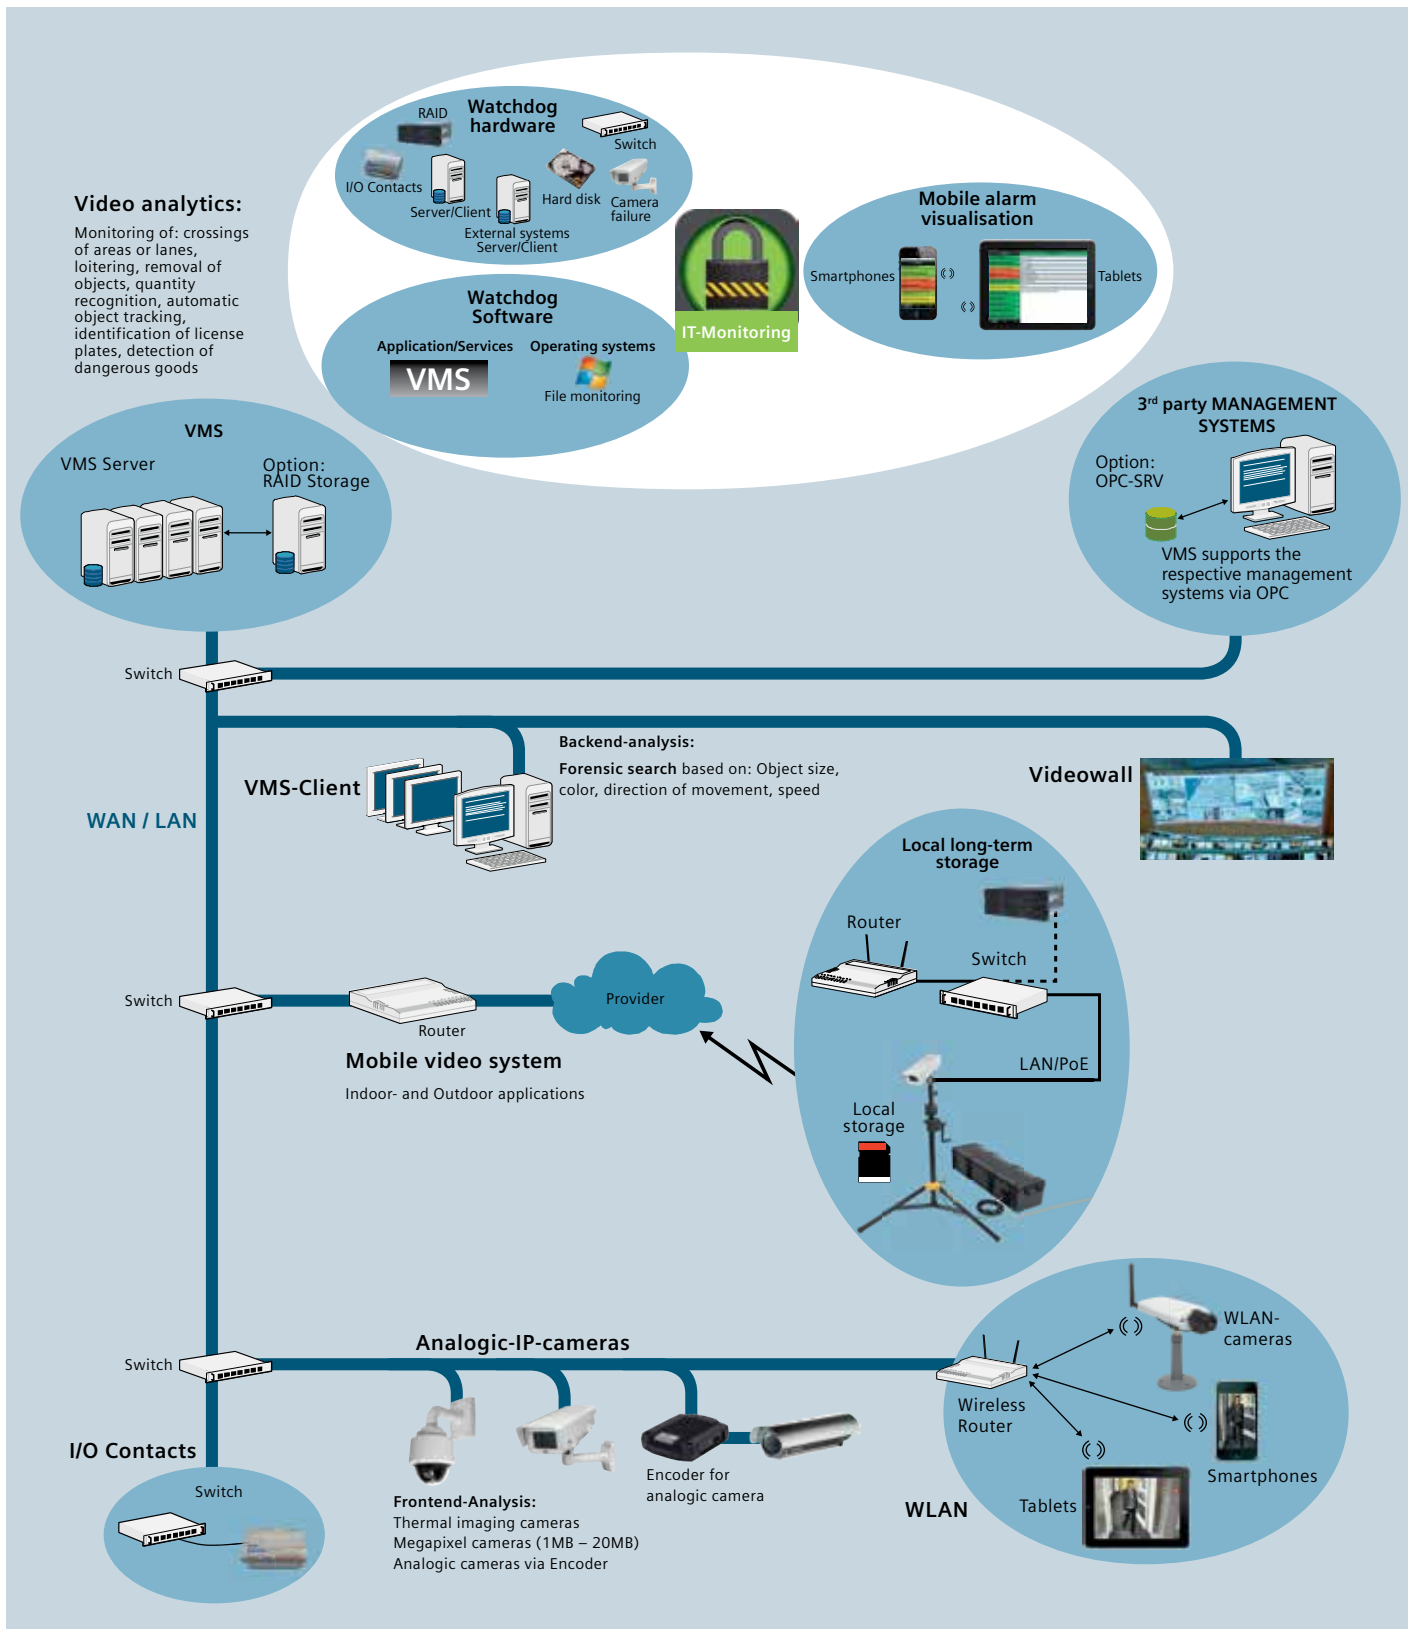 Watchdog
hardware
RAID
Switch
I/O Contacts
Server/Client
External systems
Server/Client
Hard disk
Camera
failure
Video analytics:
Monitoring of: crossings
of areas or lanes,
loitering, removal of
objects, quantity
recognition, automatic
object tracking,
identification of license
plates, detection of
dangerous goods
IT-Monitoring
Mobile alarm
visualisation
Smartphones
Tablets
Watchdog
Software
Application/Services
VMS
Operating systems
File monitoring
VMS
VMS Server
Option:
RAID Storage
3rd party MANAGEMENT
SYSTEMS
Option:
OPC-SRV
VMS supports the
respective management
systems via OPC
Switch
WAN / LAN
VMS-Client
Backend-analysis:
Forensic search based on: Object size,
color, direction of movement, speed
Videowall
Local long-term
storage
Router
Switch
LAN/PoE
Local
storage
Switch
Router
Provider
Mobile video system
Indoor- and Outdoor applications
Switch
Analogic-IP-cameras
Encoder for
analogic camera
Frontend-Analysis:
Thermal imaging cameras
Megapixel cameras (1MB – 20MB)
Analogic cameras via Encoder
WLAN-
cameras
Wireless
Router
Smartphones
Tablets
WLAN
I/O Contacts
Switch